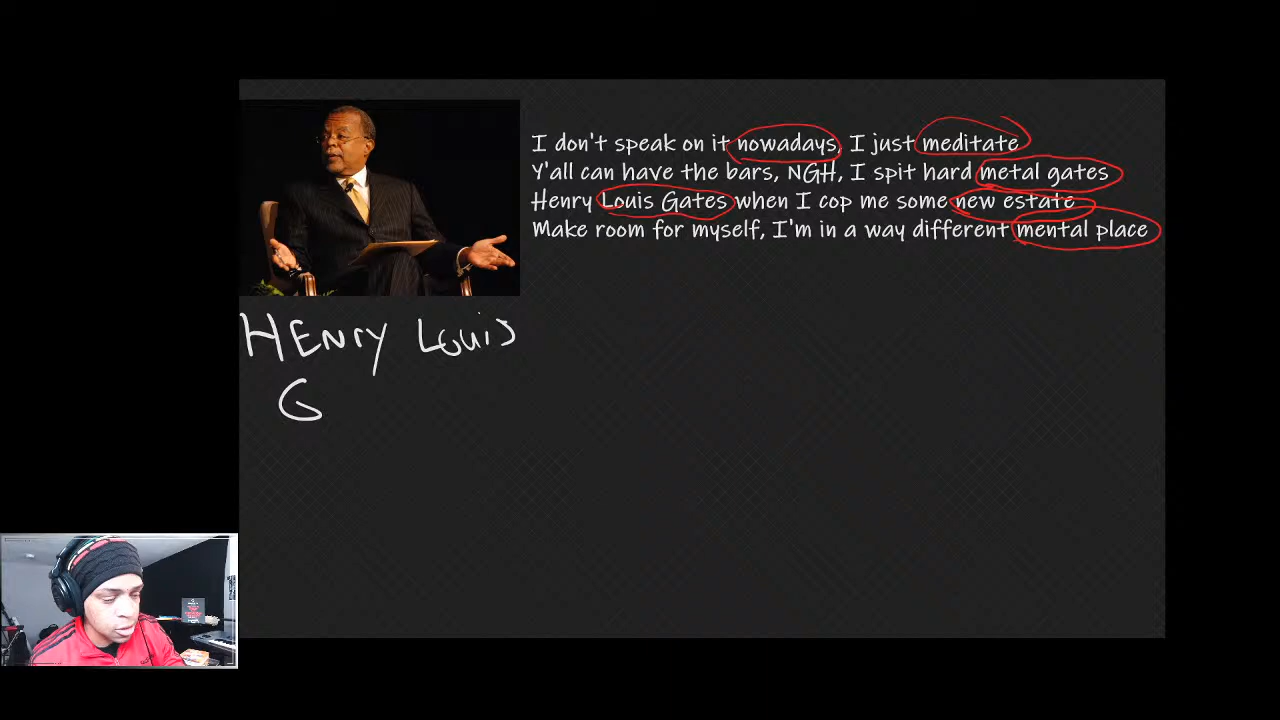 I don't speak on it nowadays, I just meditate
Y'all can have the bars, NGH, I spit hard metal gates
Henry Louis Gates when I cop me some new estate
Make room for myself, I'm in a way different mental place
HEnry Louis
G